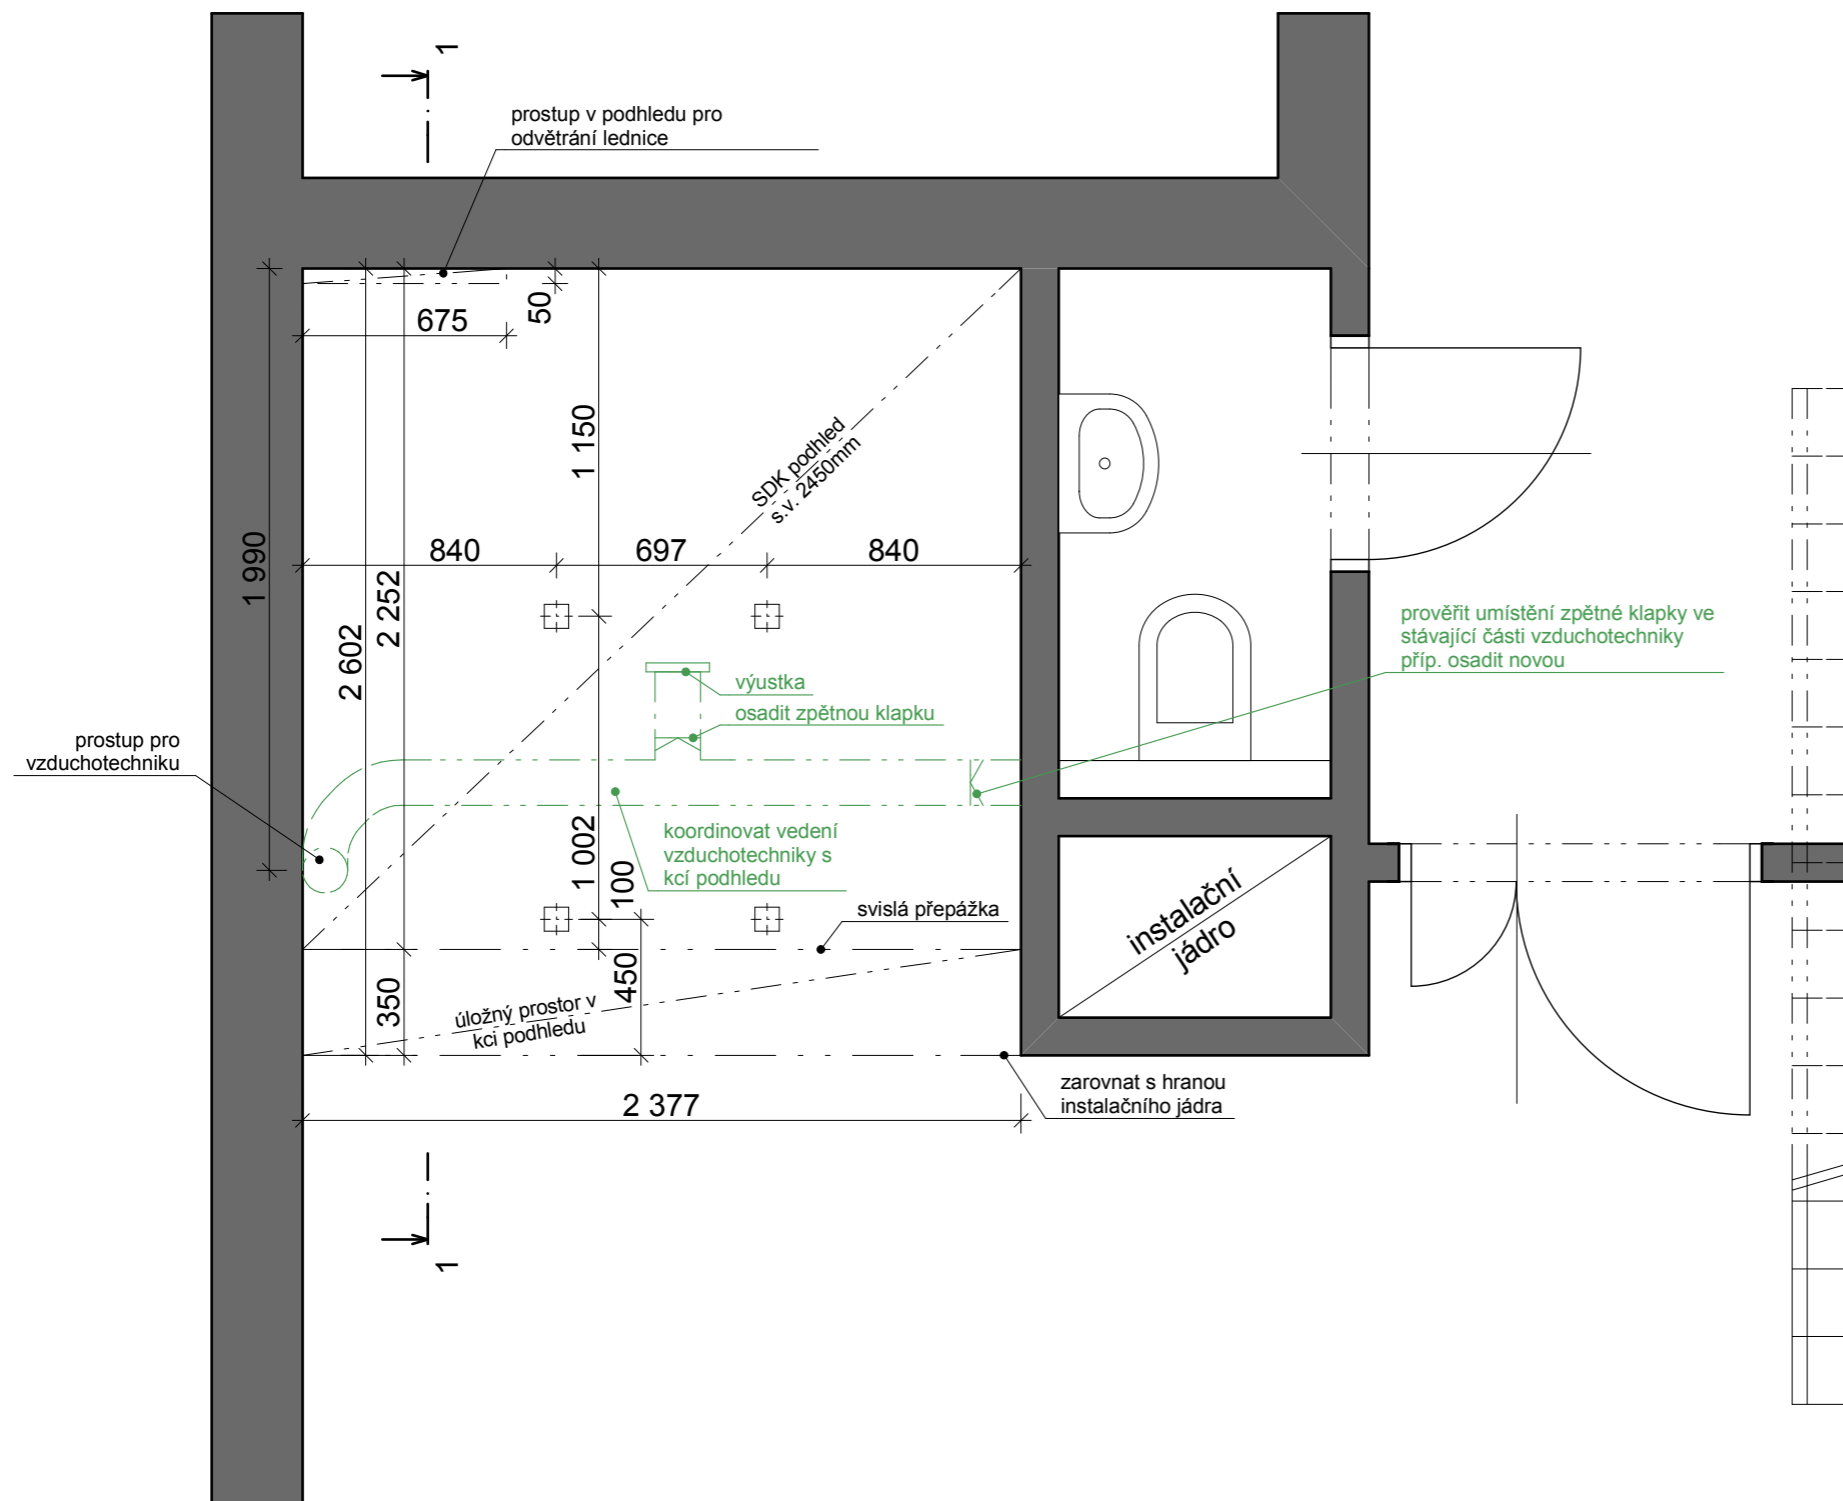 1
prostup v podhledu pro
odvětrání lednice
50
675
1 150
SDK podhled
s.v. 2450mm
840
697
840
1 990
2 252
2 602
prověřit umístění zpětné klapky ve
stávající části vzduchotechniky
příp. osadit novou
výustka
osadit zpětnou klapku
prostup pro
vzduchotechniku
koordinovat vedení
vzduchotechniky s
kcí podhledu
1 002
100
svislá přepážka
instalační
jádro
450
350
úložný prostor v
kci podhledu
zarovnat s hranou
instalačního jádra
2 377
1